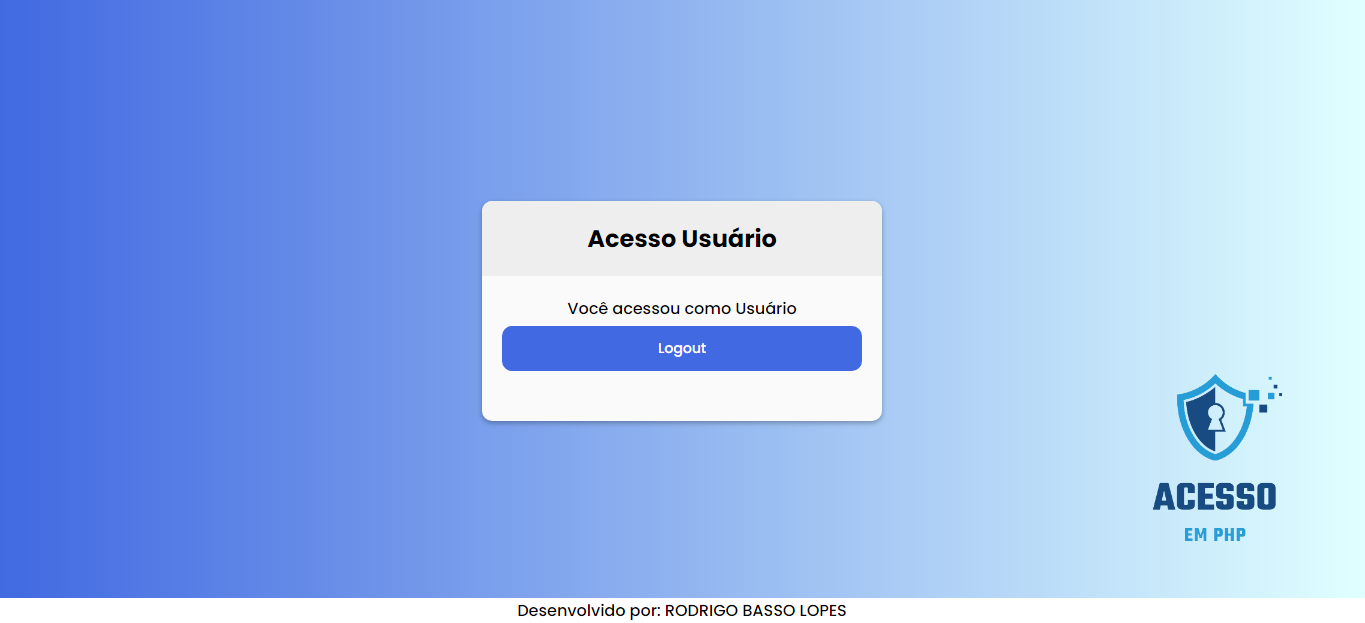 Acesso Usuário
Você acessou como Usuário
Logout
ACESSO
EM PHP
Desenvolvido por: RODRIGO BASSO LOPES